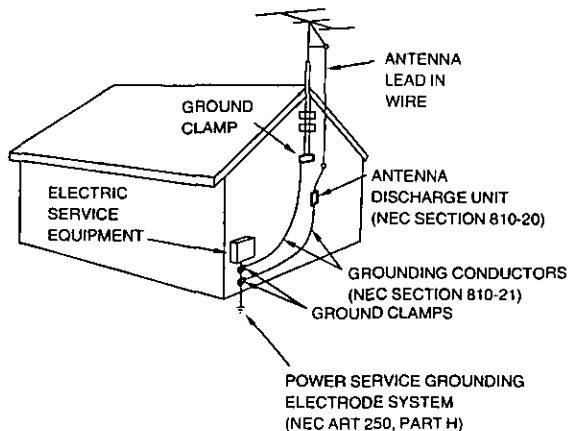 ANTENNA
LEAD IN
WIRE
GROUND
CLAMP
ANTENNA
DISCHARGE UNIT
(NEC SECTION 810-20)
ELECTRIC
SERVICE
EQUIPMENT
GROUNDING CONDUCTORS
(NEC SECTION 810-21)
GROUND CLAMPS
POWER SERVICE GROUNDING
ELECTRODE SYSTEM
(NEC ART 250, PART H)